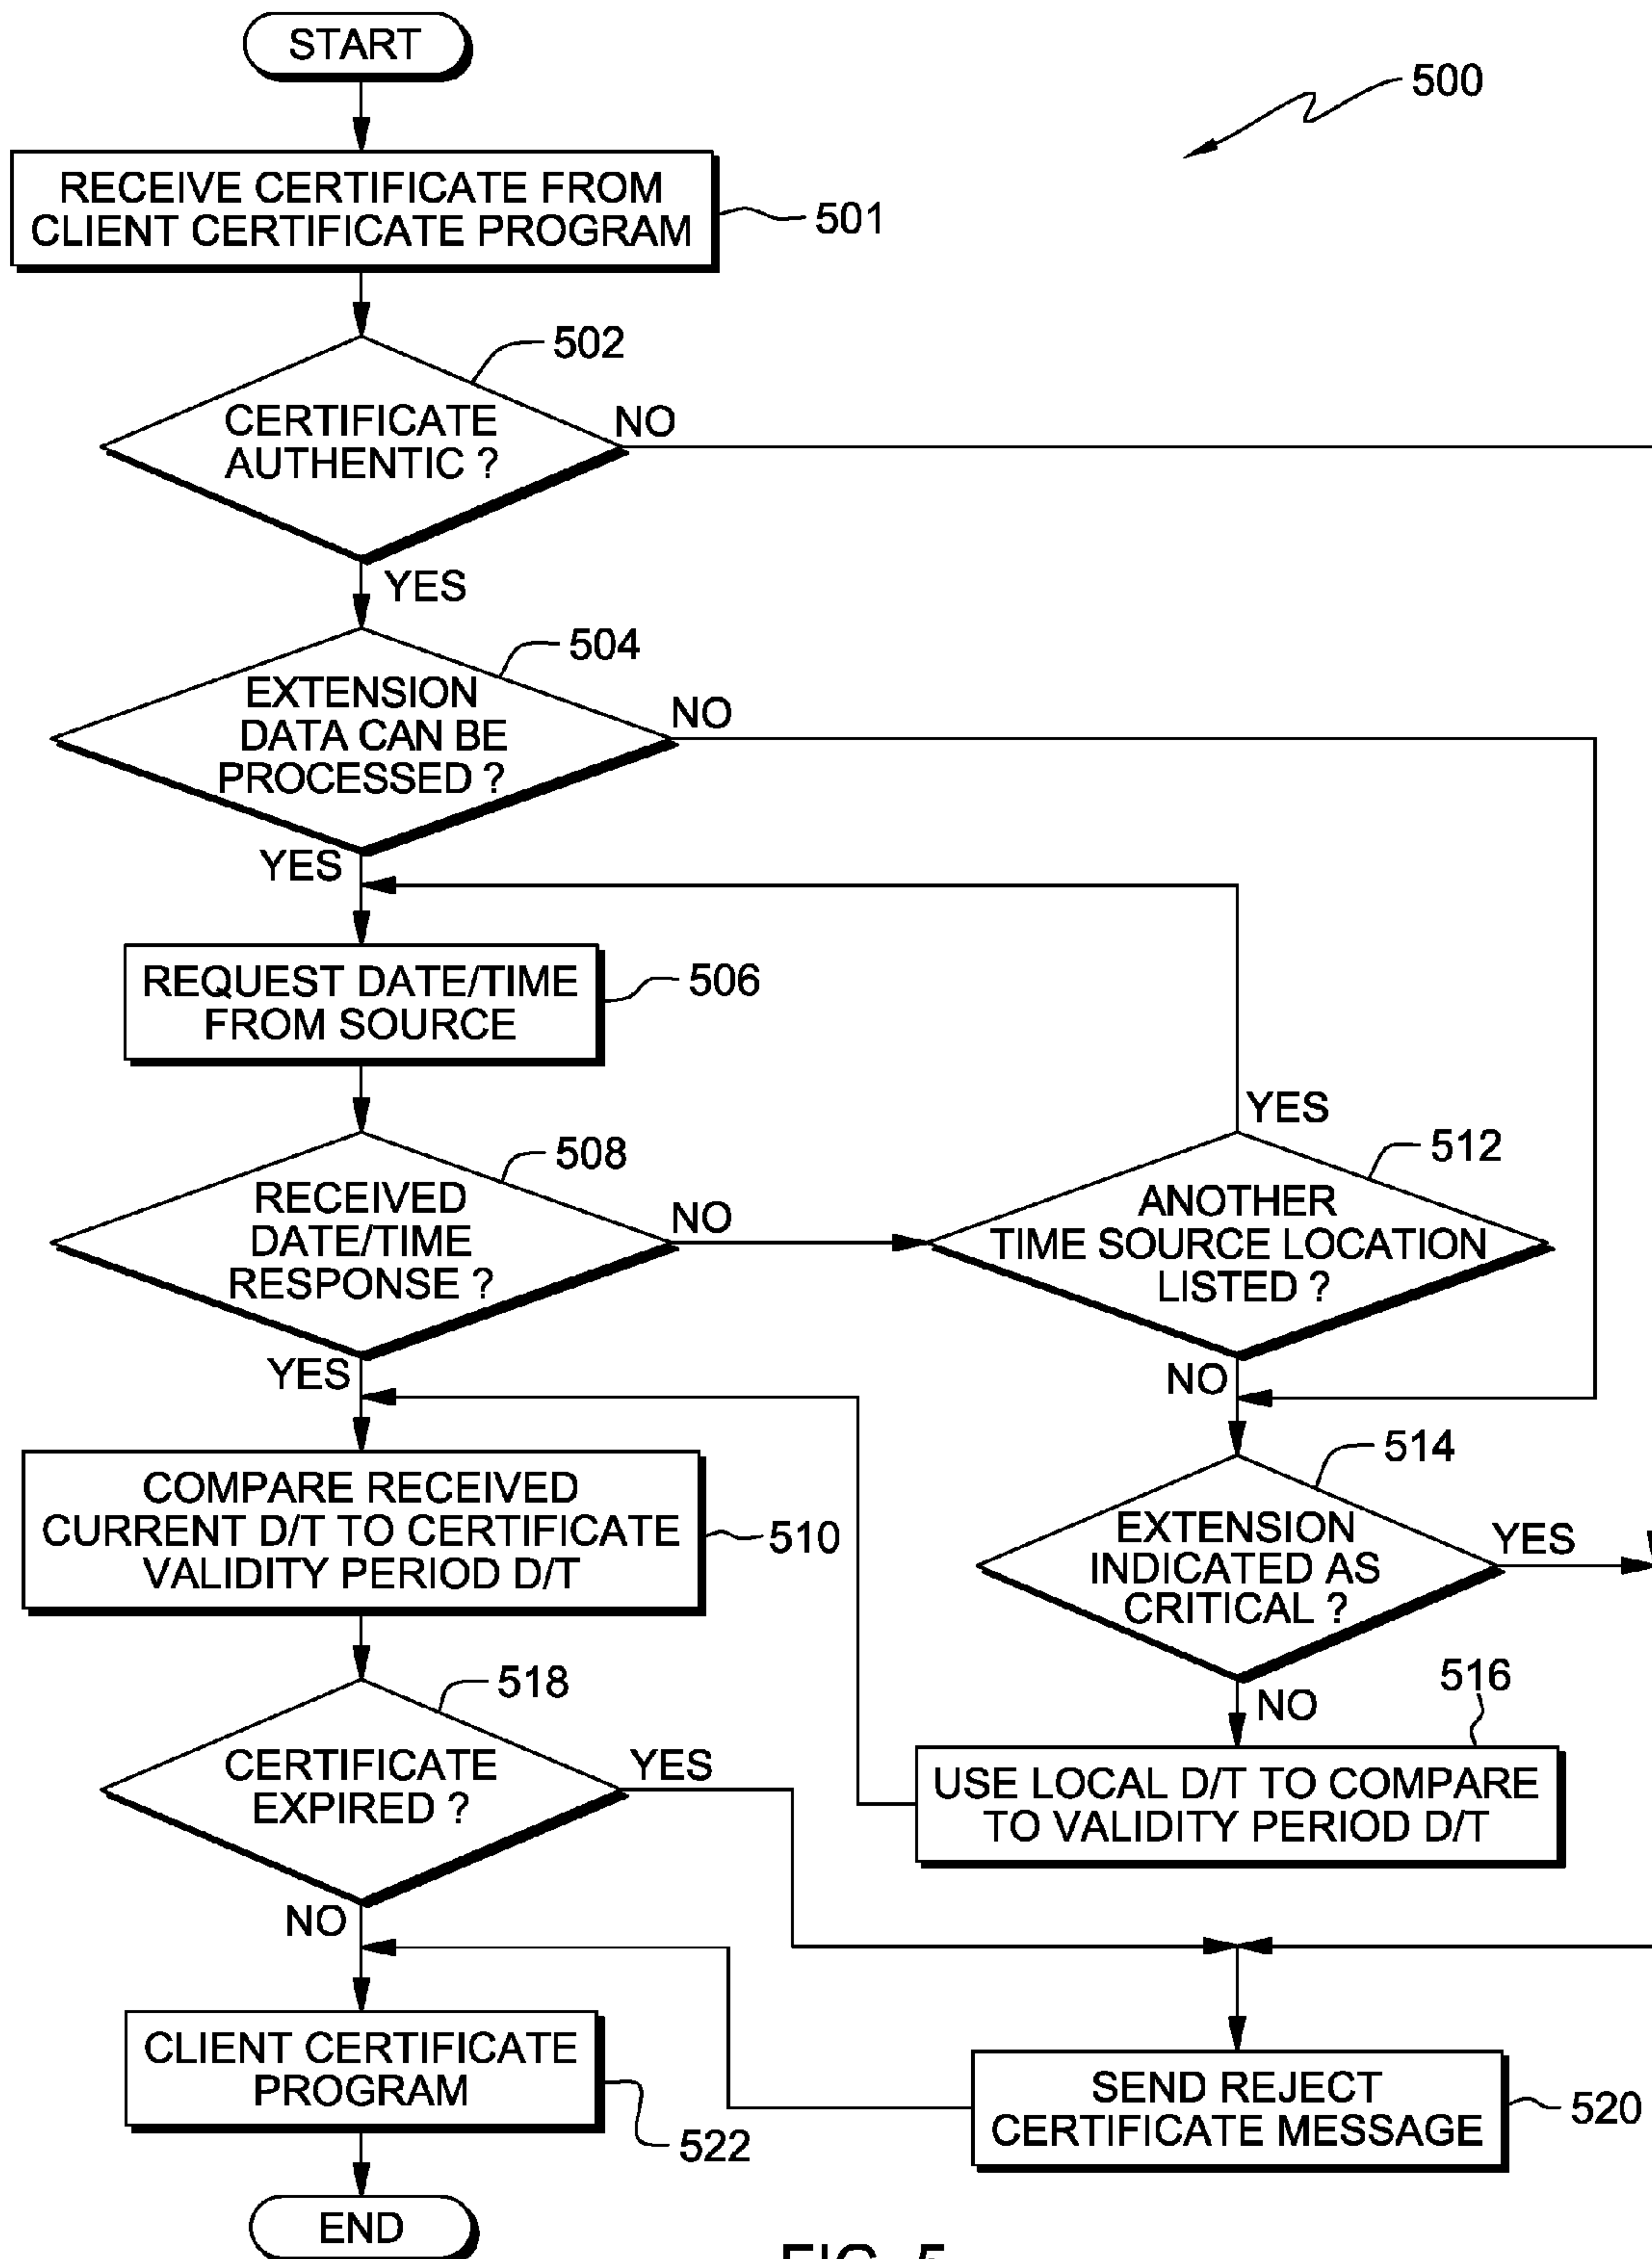 START
500
RECEIVE CERTIFICATE FROM
CLIENT CERTIFICATE PROGRAM
501
502
CERTIFICATE
AUTHENTIC ?
NO
YES
504
EXTENSION
DATA CAN BE
PROCESSED ?
NO
YES
REQUEST DATE/TIME
FROM SOURCE
506
508
RECEIVED
DATE/TIME
RESPONSE ?
NO
YES
YES
512
ANOTHER
TIME SOURCE LOCATION
LISTED ?
NO
COMPARE RECEIVED
CURRENT D/T TO CERTIFICATE
VALIDITY PERIOD D/T
510
514
EXTENSION
INDICATED AS
CRITICAL ?
YES
NO
516
USE LOCAL D/T TO COMPARE
TO VALIDITY PERIOD D/T
518
CERTIFICATE
EXPIRED ?
YES
NO
CLIENT CERTIFICATE
PROGRAM
522
SEND REJECT
CERTIFICATE MESSAGE
520
END
FIG. 5